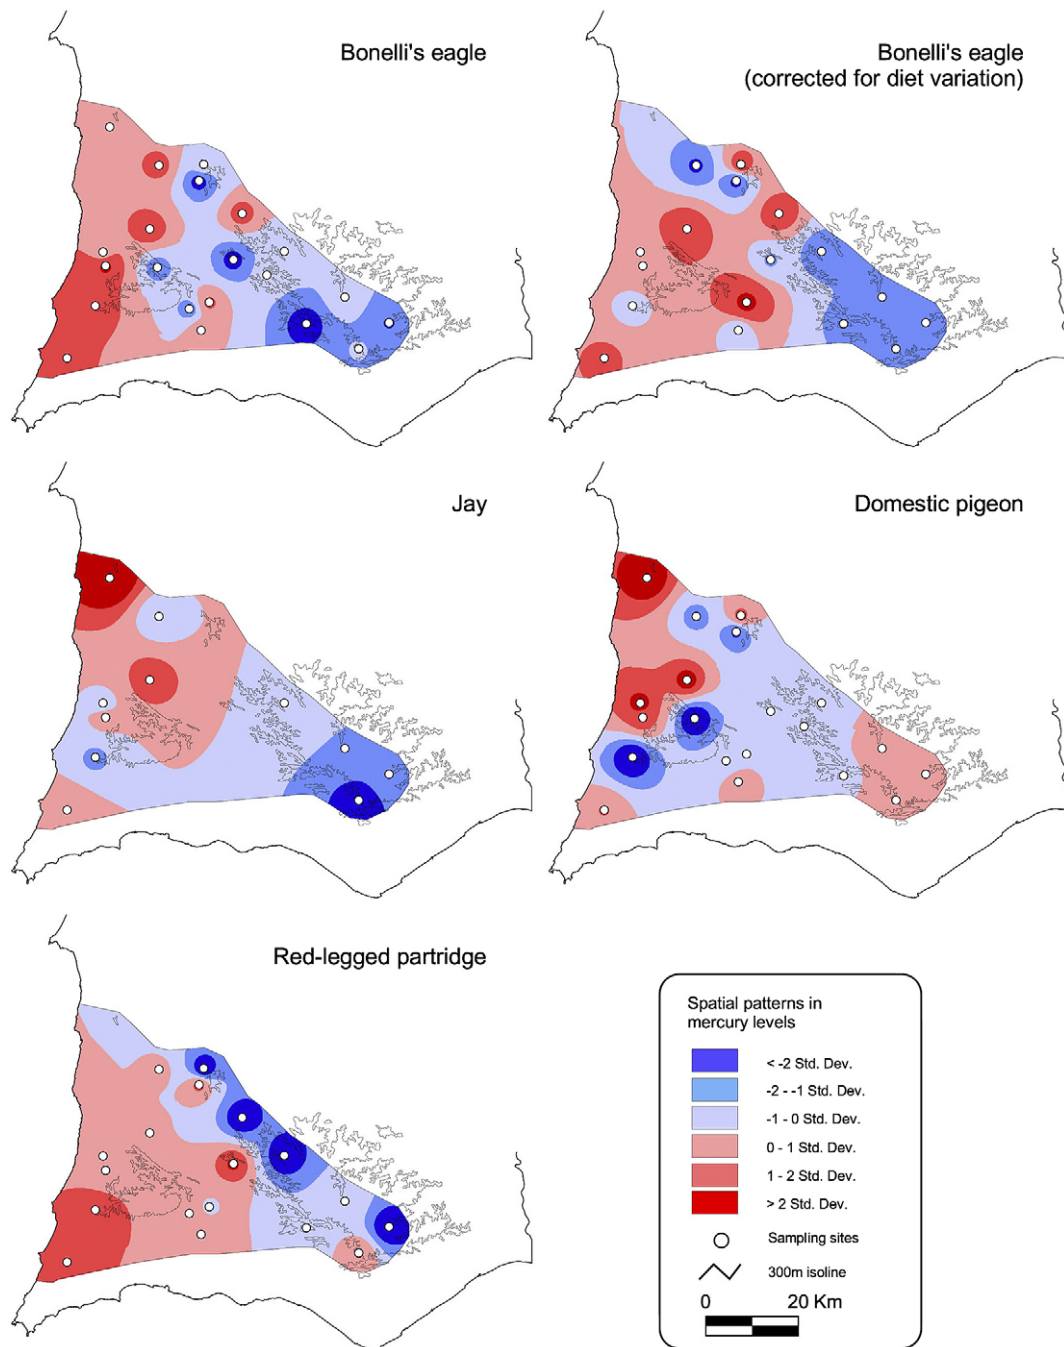 Bonelli's eagle
Bonelli's eagle
(corrected for diet variation)
Jay
Domestic pigeon
Red-legged partridge
Spatial patterns in
mercury levels
< -2 Std. Dev.
-2 - -1 Std. Dev.
-1 - 0 Std. Dev.
0 - 1 Std. Dev.
1 - 2 Std. Dev.
> 2 Std. Dev.
Sampling sites
300m isoline
0 20 Km